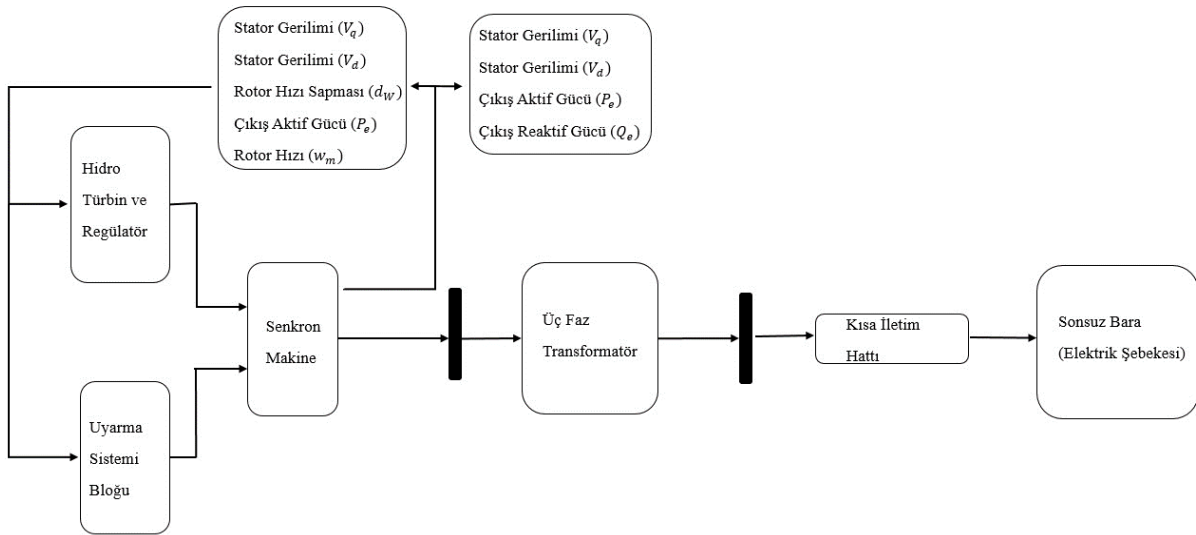 Stator Gerilimi (V_q)
Stator Gerilimi (V_d)
Rotor Hızı Sapması (d_W)
Çıkış Aktif Gücü (P_e)
Rotor Hızı (w_m)
Stator Gerilimi (V_q)
Stator Gerilimi (V_d)
Çıkış Aktif Gücü (P_e)
Çıkış Reaktif Gücü (Q_e)
Hidro
Türbin ve
Regülatör
Senkron
Makine
Üç Faz
Transformatör
Kısa İletim
Hattı
Sonsuz Bara
(Elektrik Şebekesi)
Uyarma
Sistemi
Bloğu